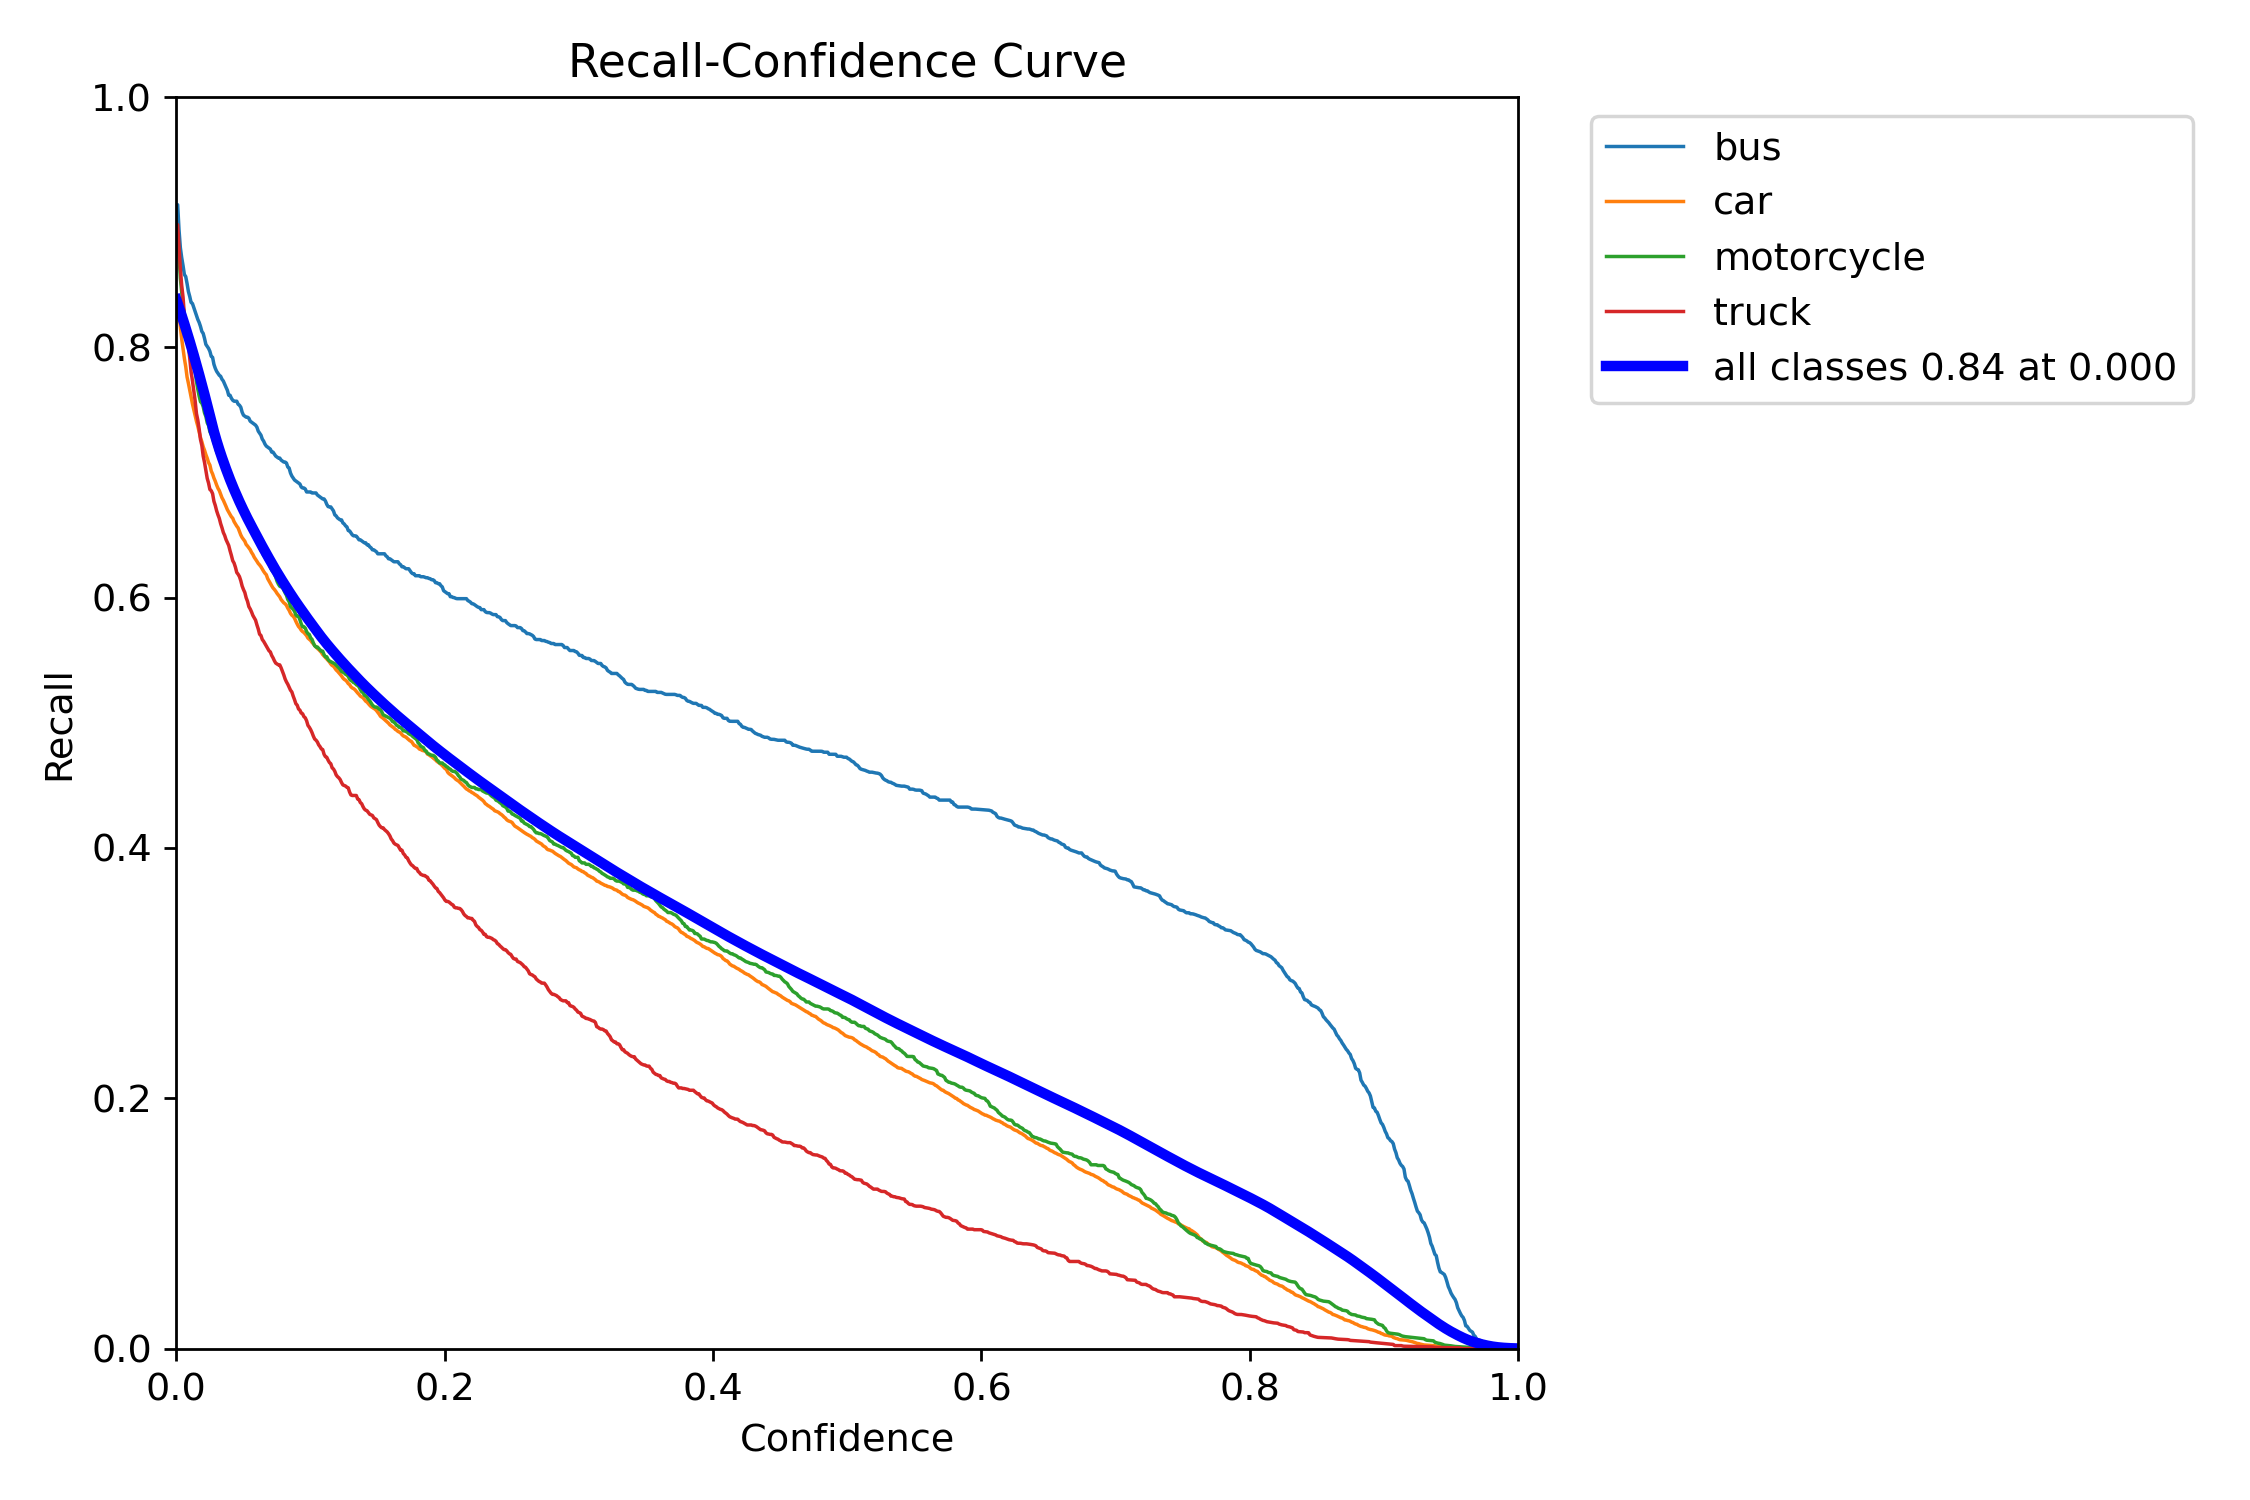 Recall-Confidence Curve
1.0
0.8
0.6
0.4
0.2
0.0
Recall
0.0 0.2 0.4 0.6 0.8 1.0
Confidence
bus
car
motorcycle
truck
all classes 0.84 at 0.000